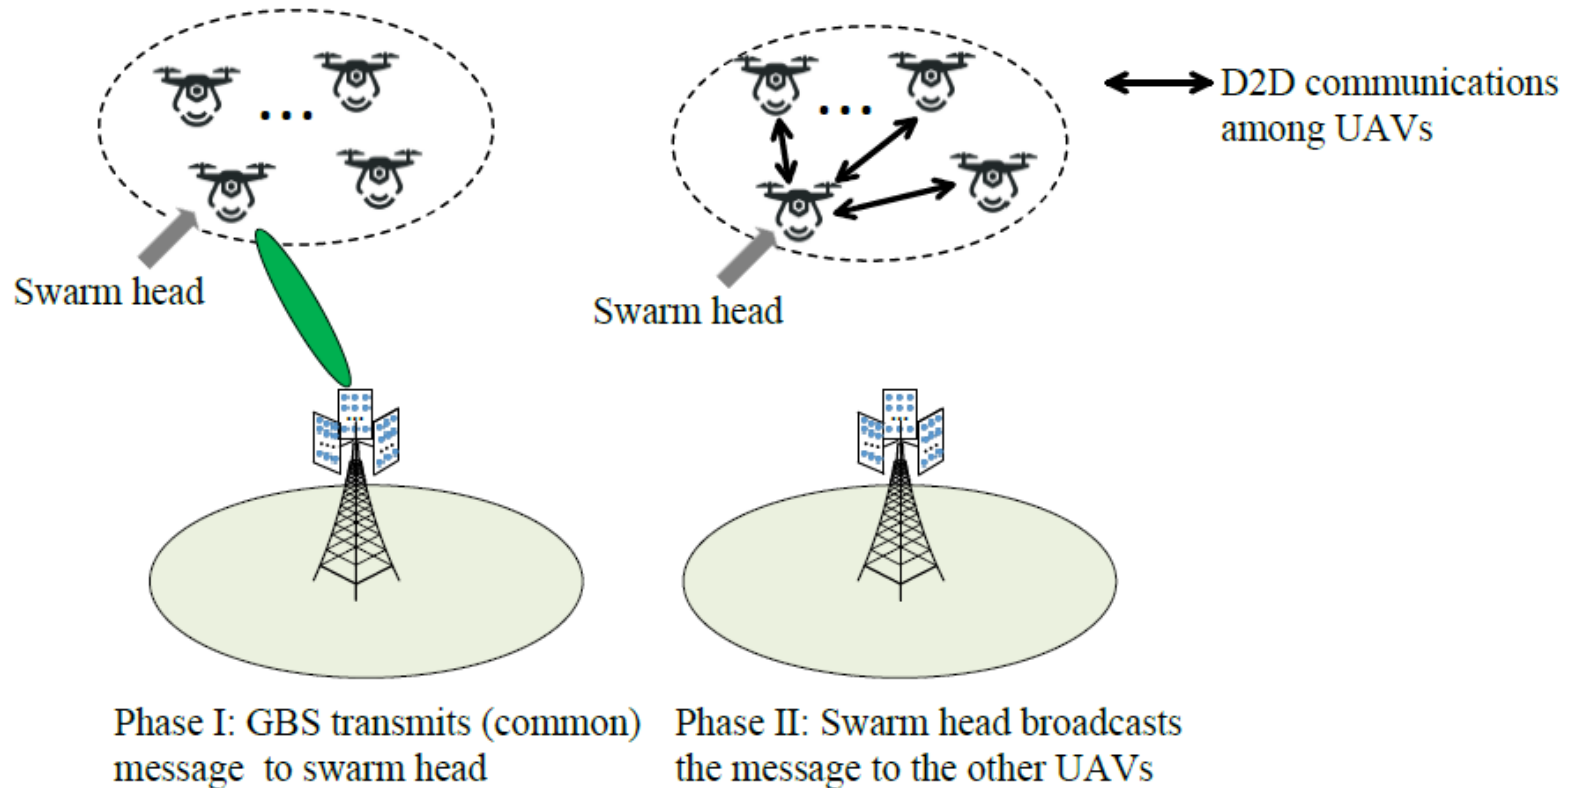 D2D communications
among UAVs
Swarm head
Swarm head
Phase I: GBS transmits (common)
message to swarm head
Phase II: Swarm head broadcasts
the message to the other UAVs